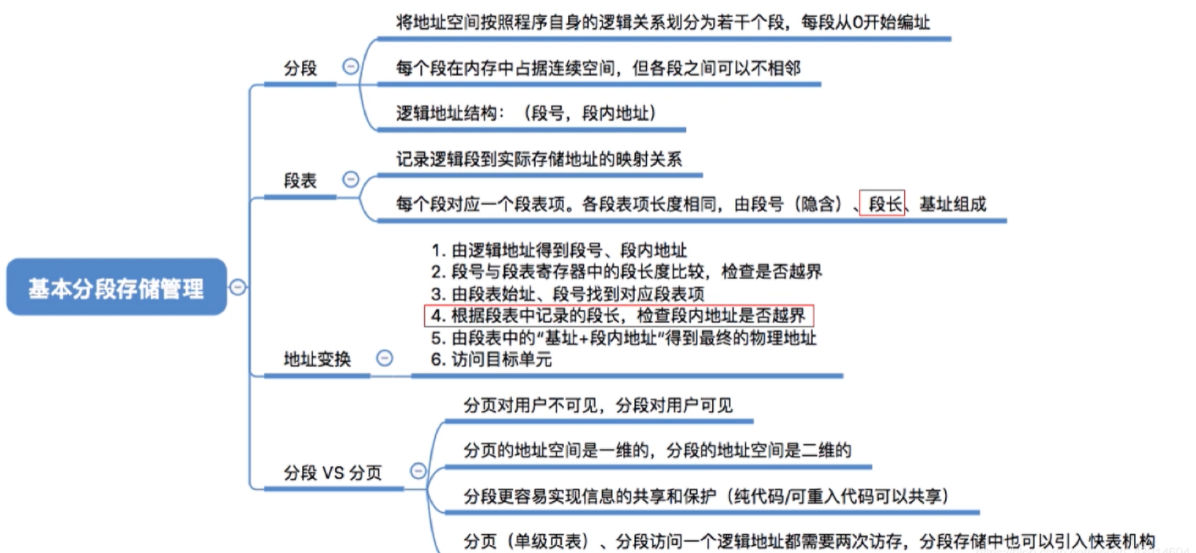 将地址空间按照程序自身的逻辑关系划分为若干个段，每段从0开始编址
分段
每个段在内存中占据连续空间，但各段之间可以不相邻
逻辑地址结构：（段号，段内地址）
记录逻辑段到实际存储地址的映射关系
段表
每个段对应一个段表项。各段表项长度相同，由段号（隐含）、段长、基址组成
基本分段存储管理
1. 由逻辑地址得到段号、段内地址
2. 段号与段表寄存器中的段长度比较，检查是否越界
3. 由段表始址、段号找到对应段表项
4. 根据段表中记录的段长，检查段内地址是否越界
5. 由段表中的“基址+段内地址”得到最终的物理地址
6. 访问目标单元
地址变换
分页对用户不可见，分段对用户可见
分页的地址空间是一维的，分段的地址空间是二维的
分段 VS 分页
分段更容易实现信息的共享和保护（纯代码/可重入代码可以共享）
分页（单级页表）、分段访问一个逻辑地址都需要两次访存，分段存储中也可以引入快表机构